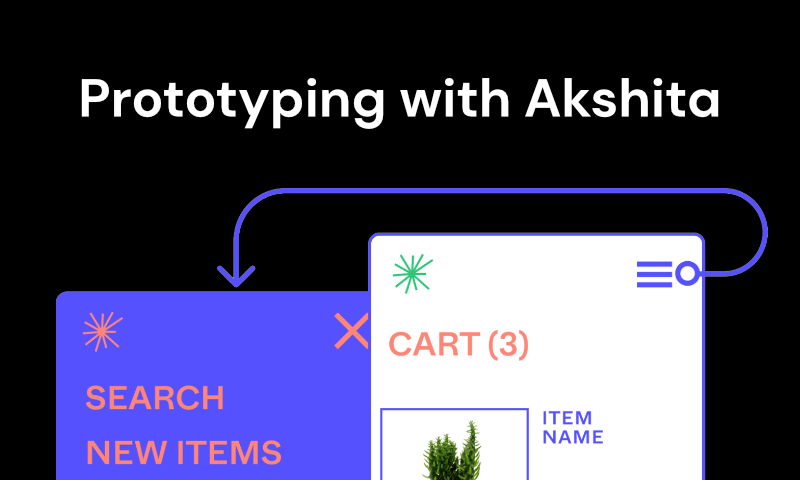 Prototyping with Akshita
SEARCH
NEW ITEMS
CART (3)
ITEM
NAME